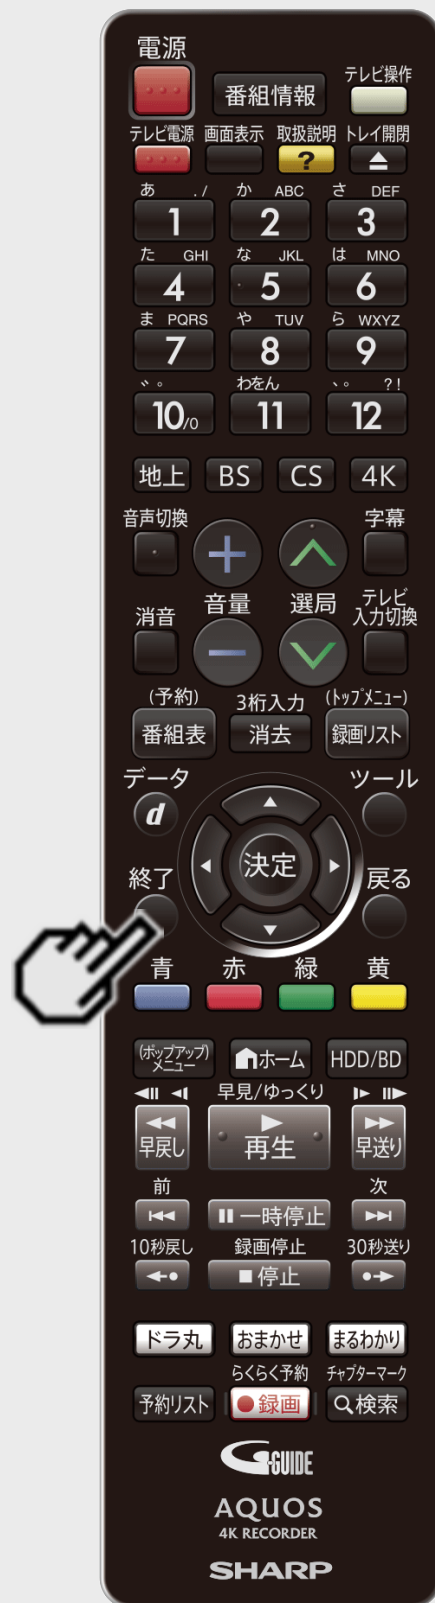 電源
番組情報
テレビ操作
テレビ電源 画面表示 取扱説明 トレイ開閉
?
あ ./ か ABC さ DEF
1 2 3
た GHI な JKL は MNO
4 5 6
ま PQRS や TUV ら WXYZ
7 8 9
゛゜ わをん 、。 ?!
10/0 11 12
地上 BS CS 4K
音声切換 字幕
消音 音量 選局 テレビ
入力切換
(予約) 3桁入力 (トップメニュー)
番組表 消去 録画リスト
データ ツール
d
決定
終了 戻る
青 赤 緑 黄
(ポップアップ)
メニュー ホーム HDD/BD
早見/ゆっくり
早戻し 再生 早送り
前 次
一時停止
10秒戻し 録画停止 30秒送り
停止
ドラ丸 おまかせ まるわかり
らくらく予約 チャプターマーク
予約リスト 録画 検索
G-GUIDE
AQUOS
4K RECORDER
SHARP